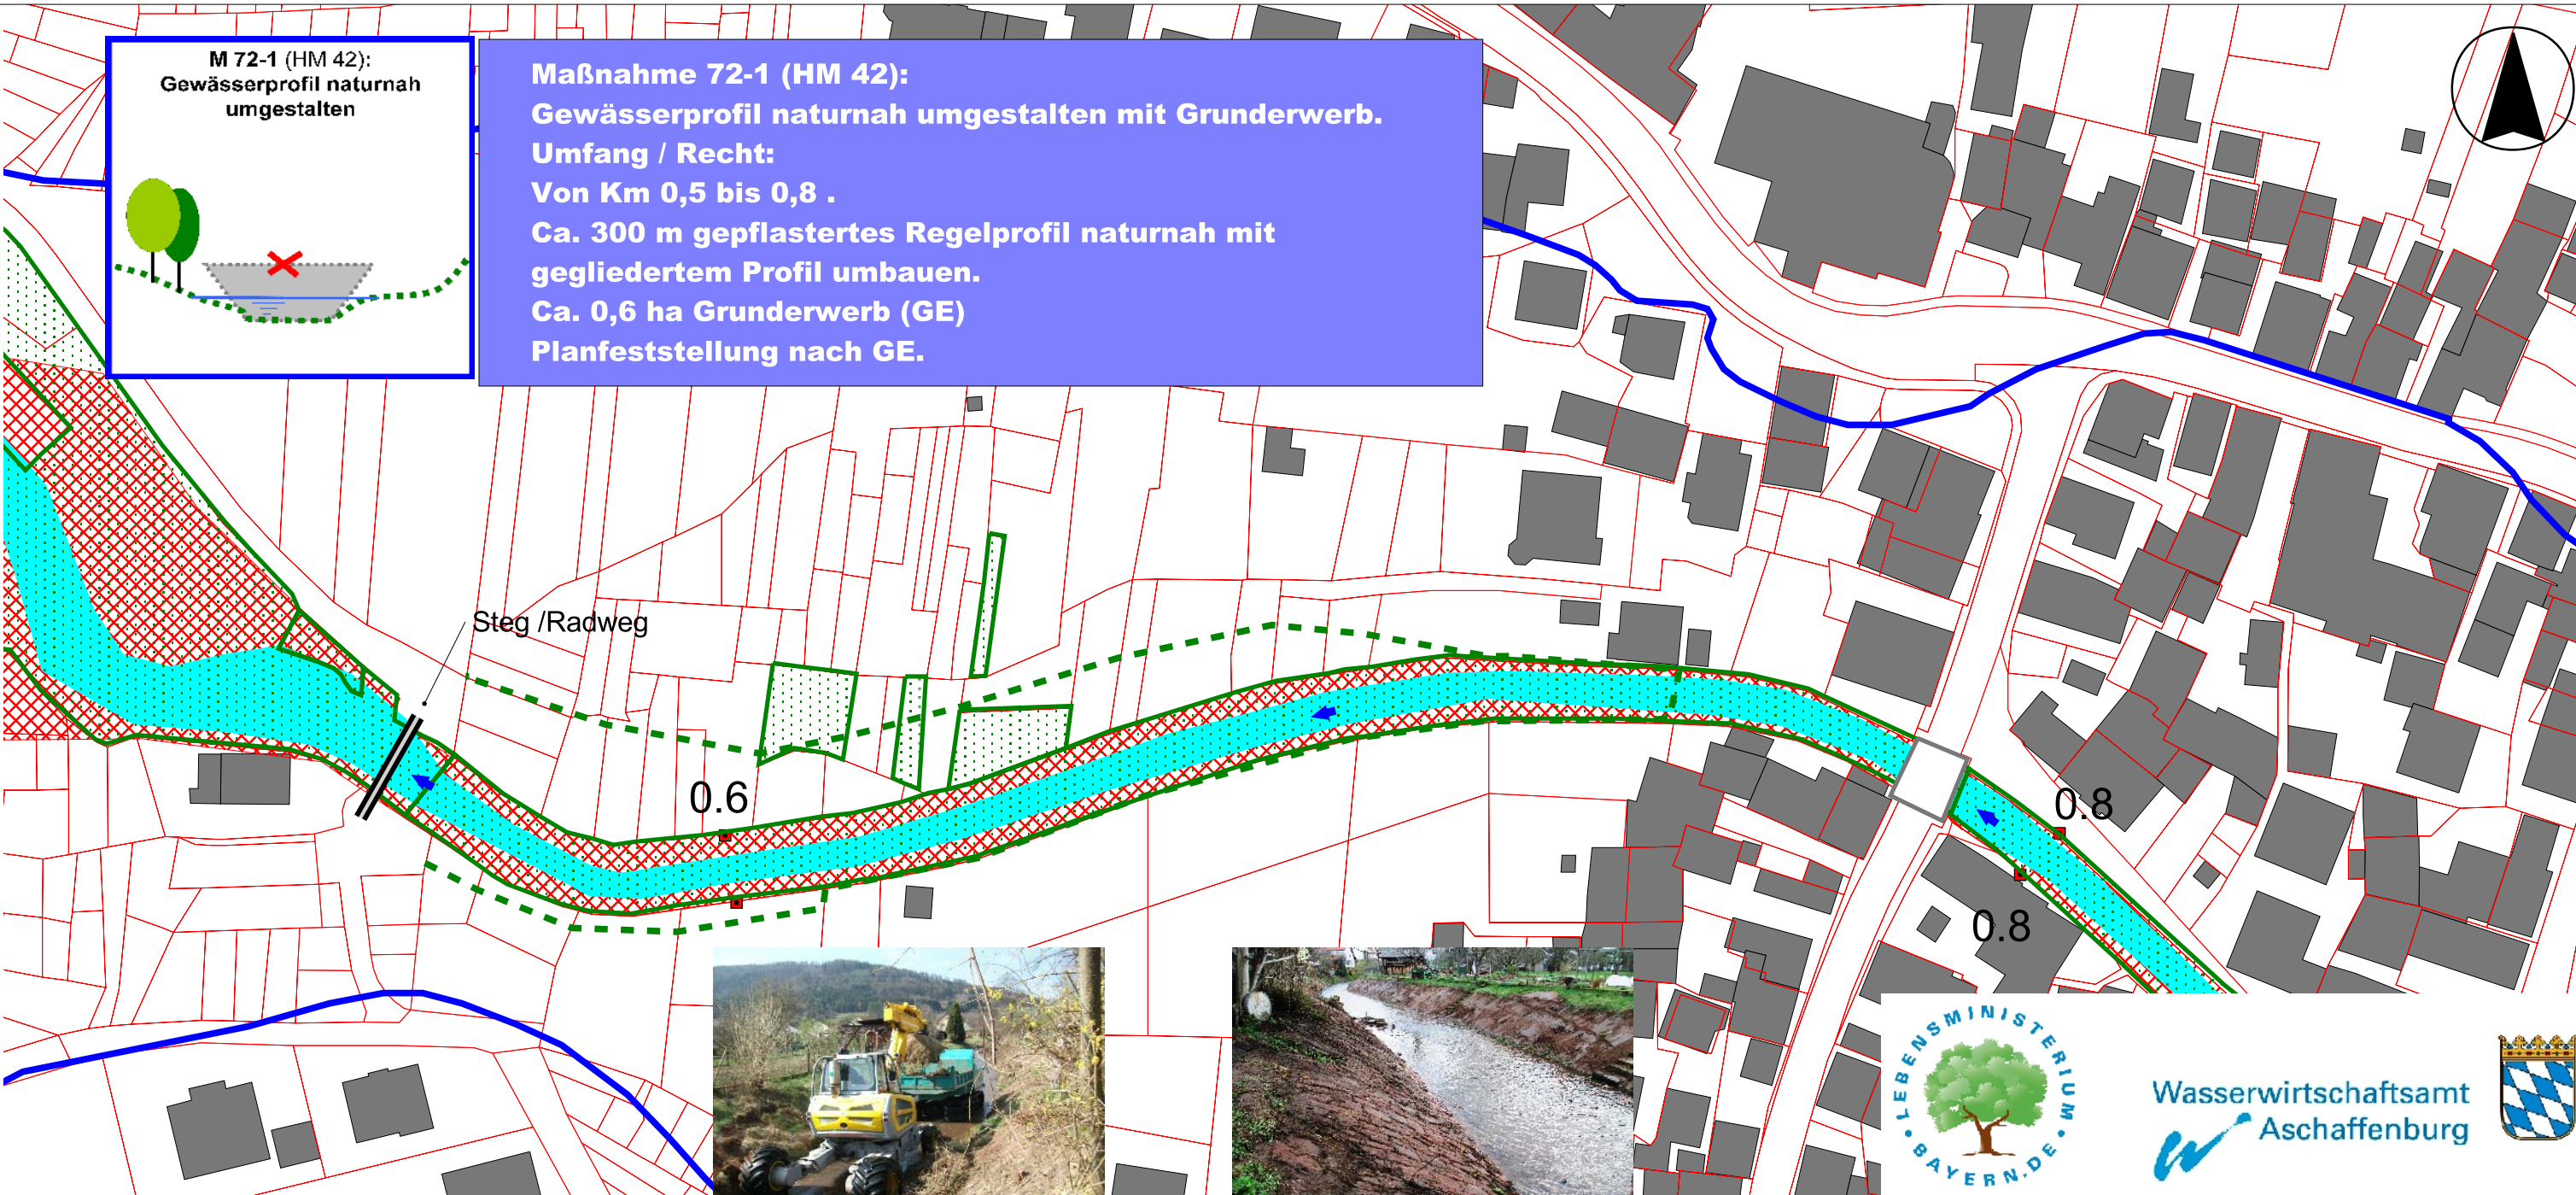 M 72-1 (HM 42):
Gewässerprofil naturnah
umgestalten
Maßnahme 72-1 (HM 42):
Gewässerprofil naturnah umgestalten mit Grunderwerb.
Umfang / Recht:
Von Km 0,5 bis 0,8 .
Ca. 300 m gepflastertes Regelprofil naturnah mit
gegliedertem Profil umbauen.
Ca. 0,6 ha Grunderwerb (GE)
Planfeststellung nach GE.
Steg /Radweg
0.6
0.8
0.8
LEBENSMINISTERIUM
BAYERN.DE
Wasserwirtschaftsamt
Aschaffenburg